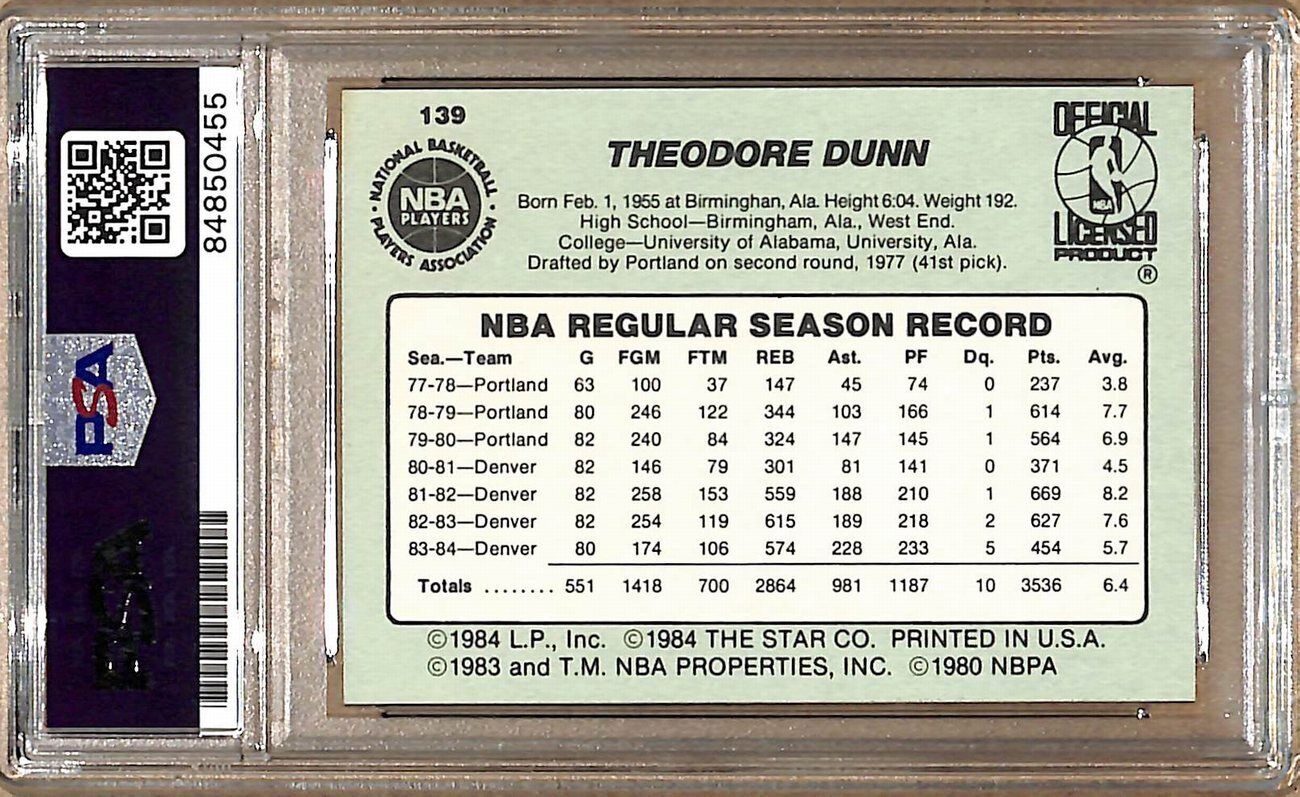 84850455
PSA
139
NATIONAL BASKETBALL
NBA
PLAYERS
PLAYERS ASSOCIATION
THEODORE DUNN
Born Feb. 1, 1955 at Birminghan, Ala. Height 6:04. Weight 192.
High School—Birmingham, Ala., West End.
College—University of Alabama, University, Ala.
Drafted by Portland on second round, 1977 (41st pick).
OFFICIAL
NBA
LICENSED
PRODUCT
®
NBA REGULAR SEASON RECORD
Sea.—Team G FGM FTM REB Ast. PF Dq. Pts. Avg.
77-78—Portland 63 100 37 147 45 74 0 237 3.8
78-79—Portland 80 246 122 344 103 166 1 614 7.7
79-80—Portland 82 240 84 324 147 145 1 564 6.9
80-81—Denver 82 146 79 301 81 141 0 371 4.5
81-82—Denver 82 258 153 559 188 210 1 669 8.2
82-83—Denver 82 254 119 615 189 218 2 627 7.6
83-84—Denver 80 174 106 574 228 233 5 454 5.7
Totals ........ 551 1418 700 2864 981 1187 10 3536 6.4
©1984 L.P., Inc. ©1984 THE STAR CO. PRINTED IN U.S.A.
©1983 and T.M. NBA PROPERTIES, INC. ©1980 NBPA